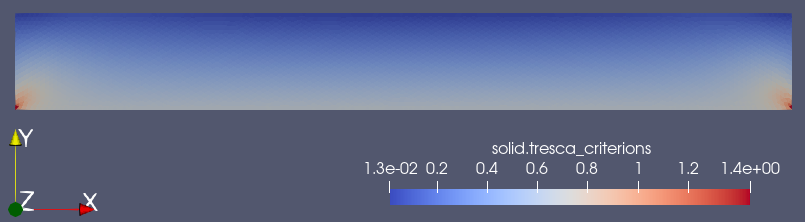 Y
solid.tresca_criterions
1.3e-02 0.2 0.4 0.6 0.8 1 1.2 1.4e+00
Z X